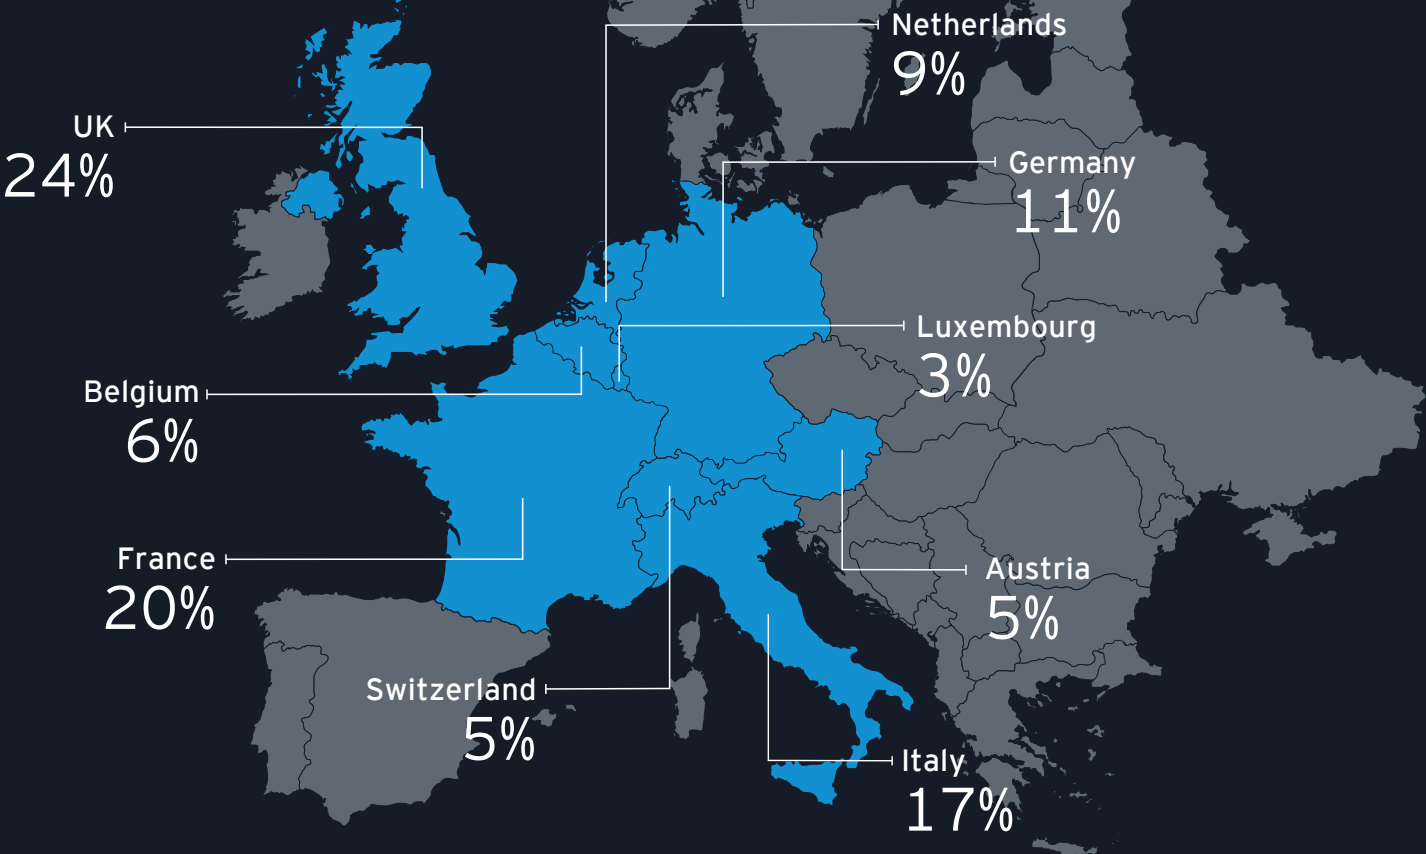 Netherlands
9%
UK
24%
Germany
11%
Luxembourg
3%
Belgium
6%
France
20%
Austria
5%
Switzerland
5%
Italy
17%